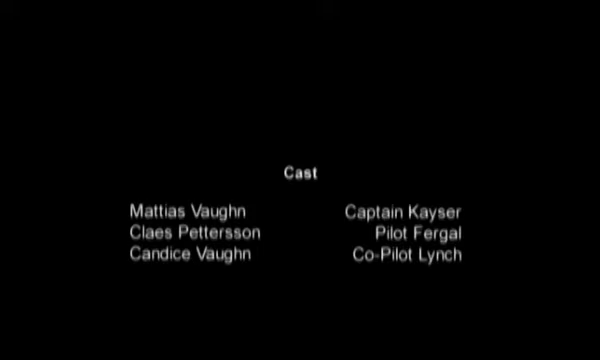 Cast
Mattias Vaughn Captain Kayser
Claes Pettersson Pilot Fergal
Candice Vaughn Co-Pilot Lynch